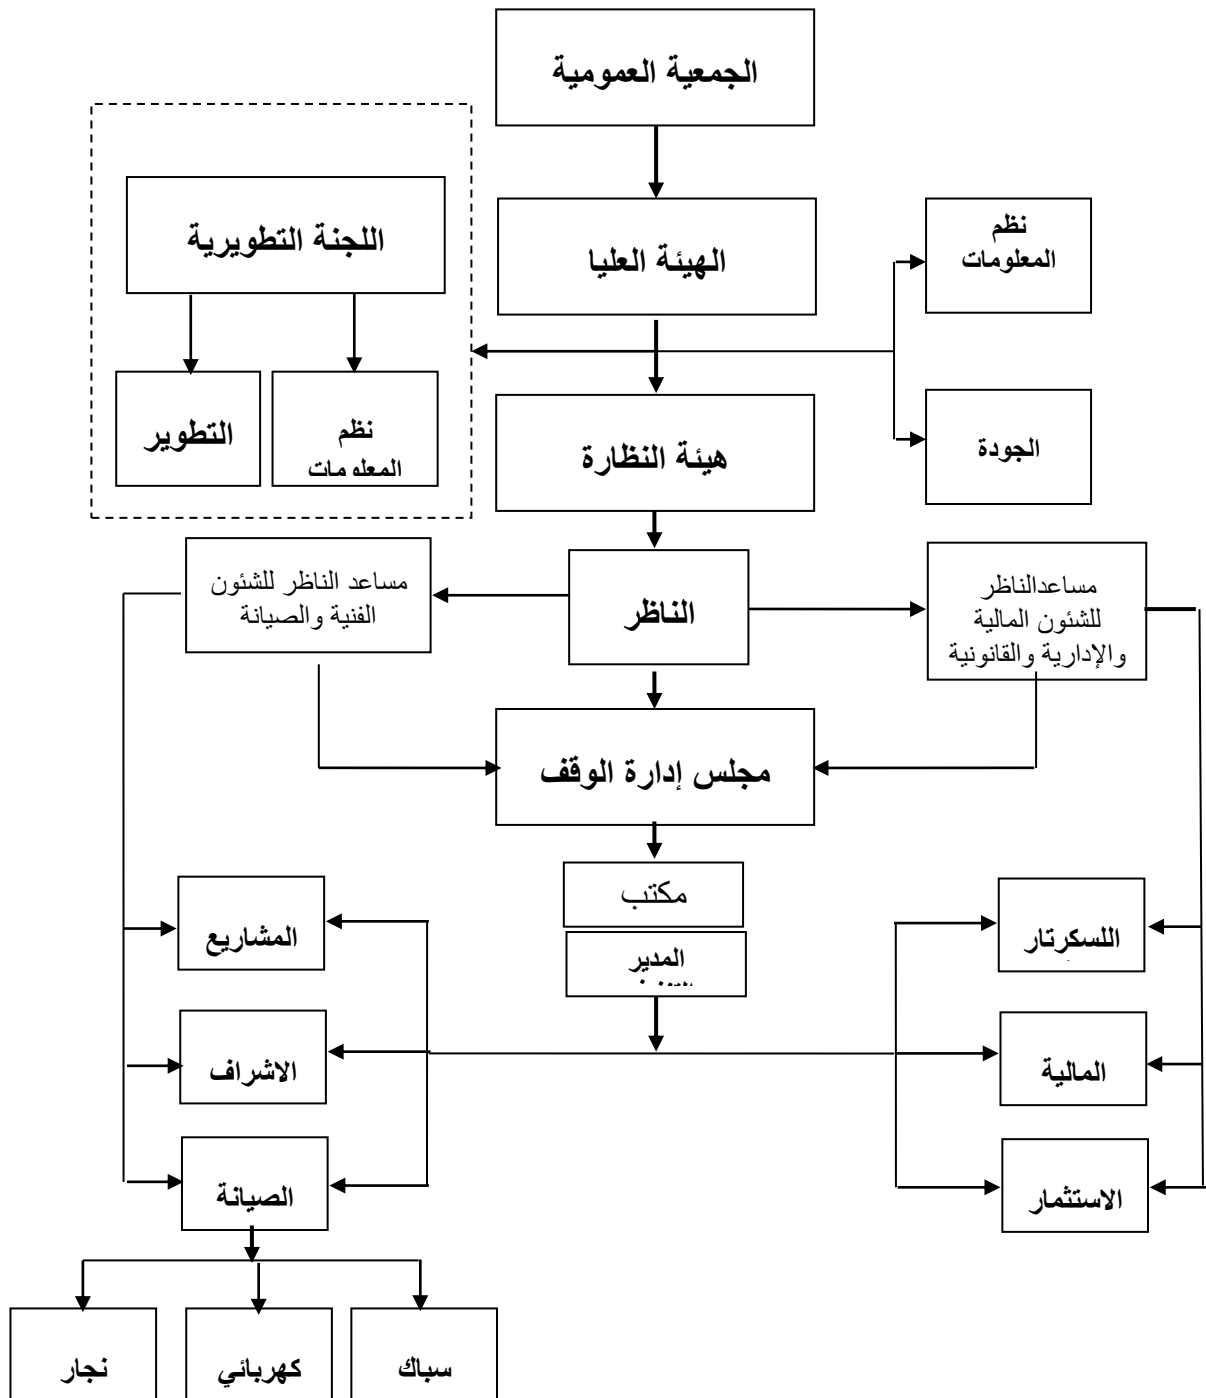 الجمعية العمومية
اللجنة التطويرية
الهيئة العليا
نظم
المعلومات
التطوير
نظم
المعلومات
هيئة النظارة
الجودة
مساعدالناظر
للشئون المالية
والإدارية والقانونية
الناظر
مساعد الناظر للشئون
الفنية والصيانة
مجلس إدارة الوقف
مكتب
المدير
اللسكرتار
المشاريع
المالية
الاشراف
الاستثمار
الصيانة
سباك
كهربائي
نجار